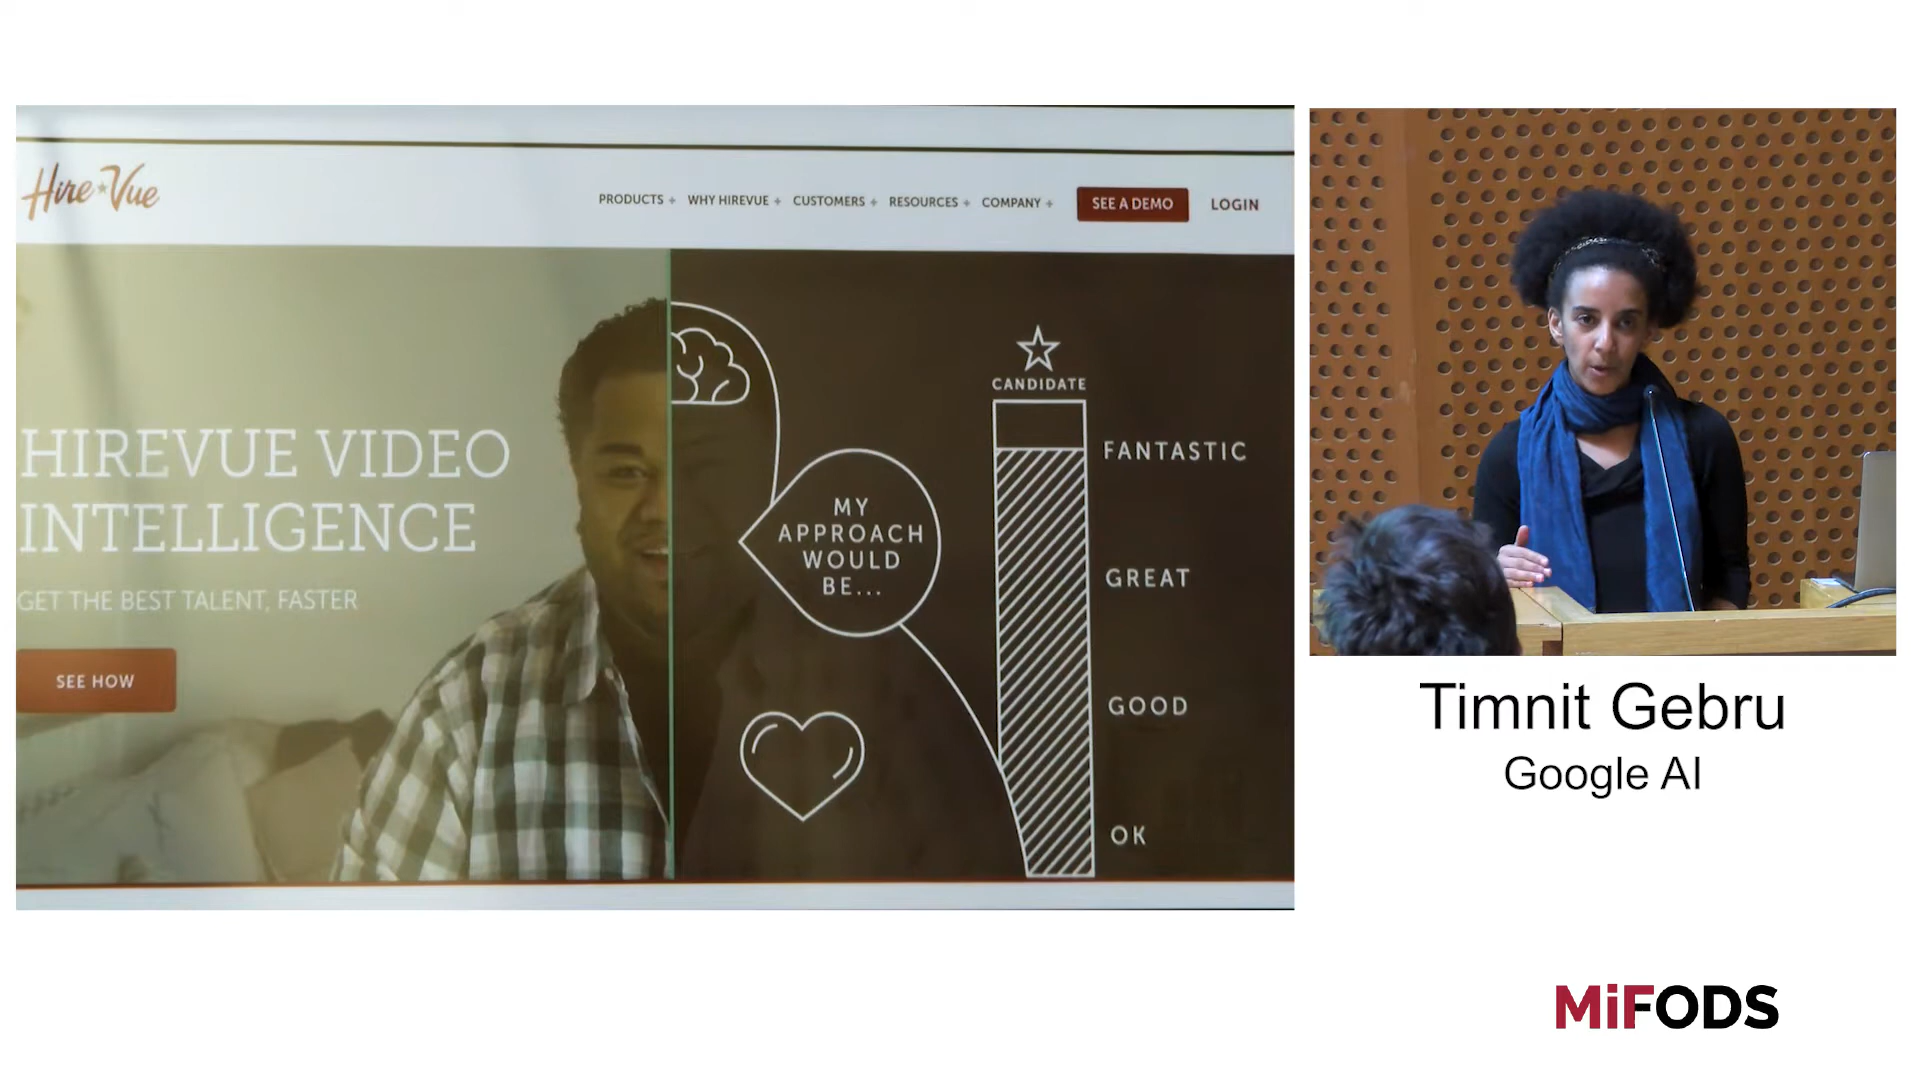 Hire Vue
PRODUCTS + WHY HIREVUE + CUSTOMERS + RESOURCES + COMPANY + SEE A DEMO LOGIN
HIREVUE VIDEO
INTELLIGENCE
GET THE BEST TALENT, FASTER
SEE HOW
MY
APPROACH
WOULD
BE...
CANDIDATE
FANTASTIC
GREAT
GOOD
OK
Timnit Gebru
Google AI
MiFODS